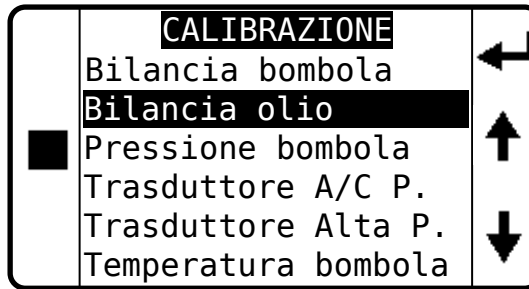 CALIBRAZIONE
Bilancia bombola
Bilancia olio
Pressione bombola
Trasduttore A/C P.
Trasduttore Alta P.
Temperatura bombola